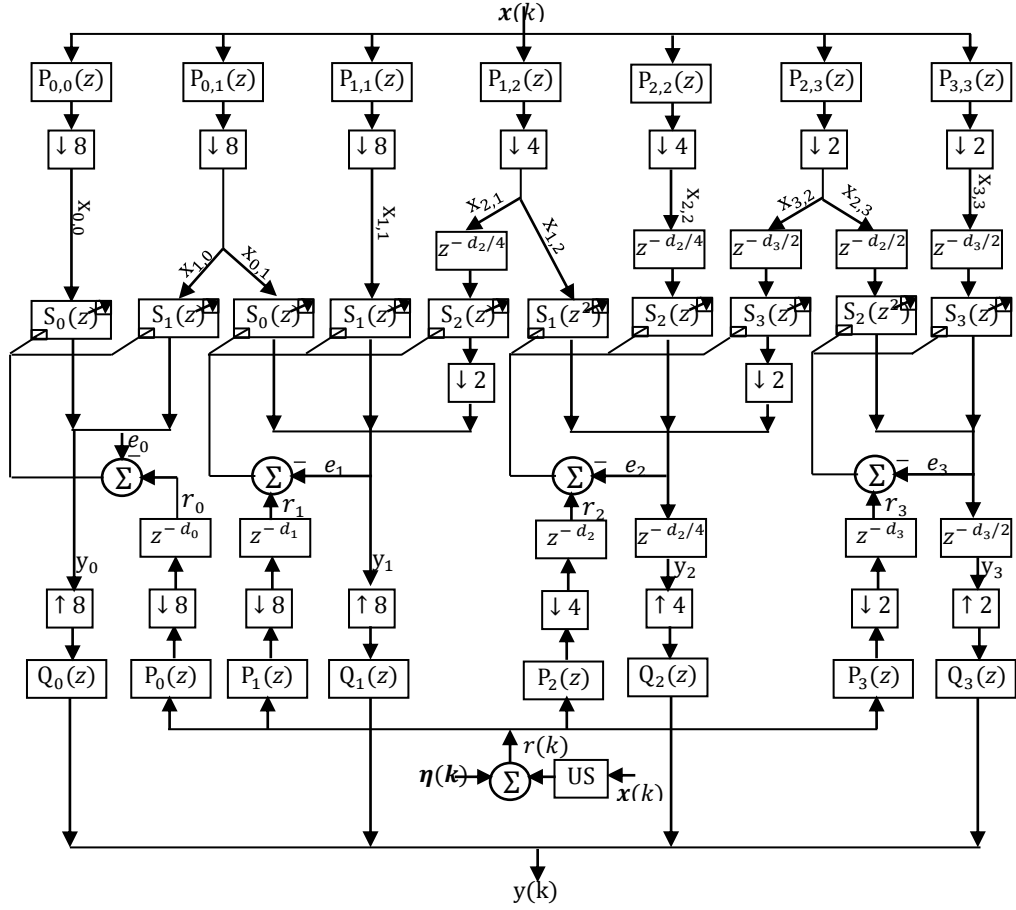 x(k)
P₀,₀(z) P₀,₁(z) P₁,₁(z) P₁,₂(z) P₂,₂(z) P₂,₃(z) P₃,₃(z)
↓ 8 ↓ 8 ↓ 8 ↓ 4 ↓ 4 ↓ 2 ↓ 2
x₀,₀ x₁,₀ x₀,₁ x₁,₁ x₂,₁ x₁,₂ x₂,₂ x₃,₂ x₂,₃ x₃,₃
z^{- d₂/4} z^{- d₂/4} z^{- d₃/2} z^{- d₂/2} z^{- d₃/2}
S₀(z) S₁(z) S₀(z) S₁(z) S₂(z) S₁(z²) S₂(z) S₃(z) S₂(z²) S₃(z)
↓ 2 ↓ 2
e₀ − Σ r₀ Σ − e₁ r₁ Σ − e₂ r₂ Σ − e₃ r₃
z^{- d₀} z^{- d₁} z^{- d₂} z^{- d₂/4} z^{- d₃} z^{- d₃/2}
y₀ y₁ y₂ y₃
↑ 8 ↓ 8 ↓ 8 ↑ 8 ↓ 4 ↑ 4 ↓ 2 ↑ 2
Q₀(z) P₀(z) P₁(z) Q₁(z) P₂(z) Q₂(z) P₃(z) Q₃(z)
r(k)
η(k) Σ US
x(k)
y(k)